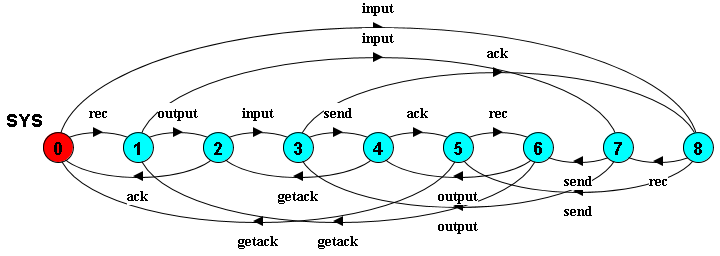 input
input
ack
SYS
rec
output
input
send
ack
rec
0
1
2
3
4
5
6
7
8
ack
getack
output
send
rec
getack
getack
output
send